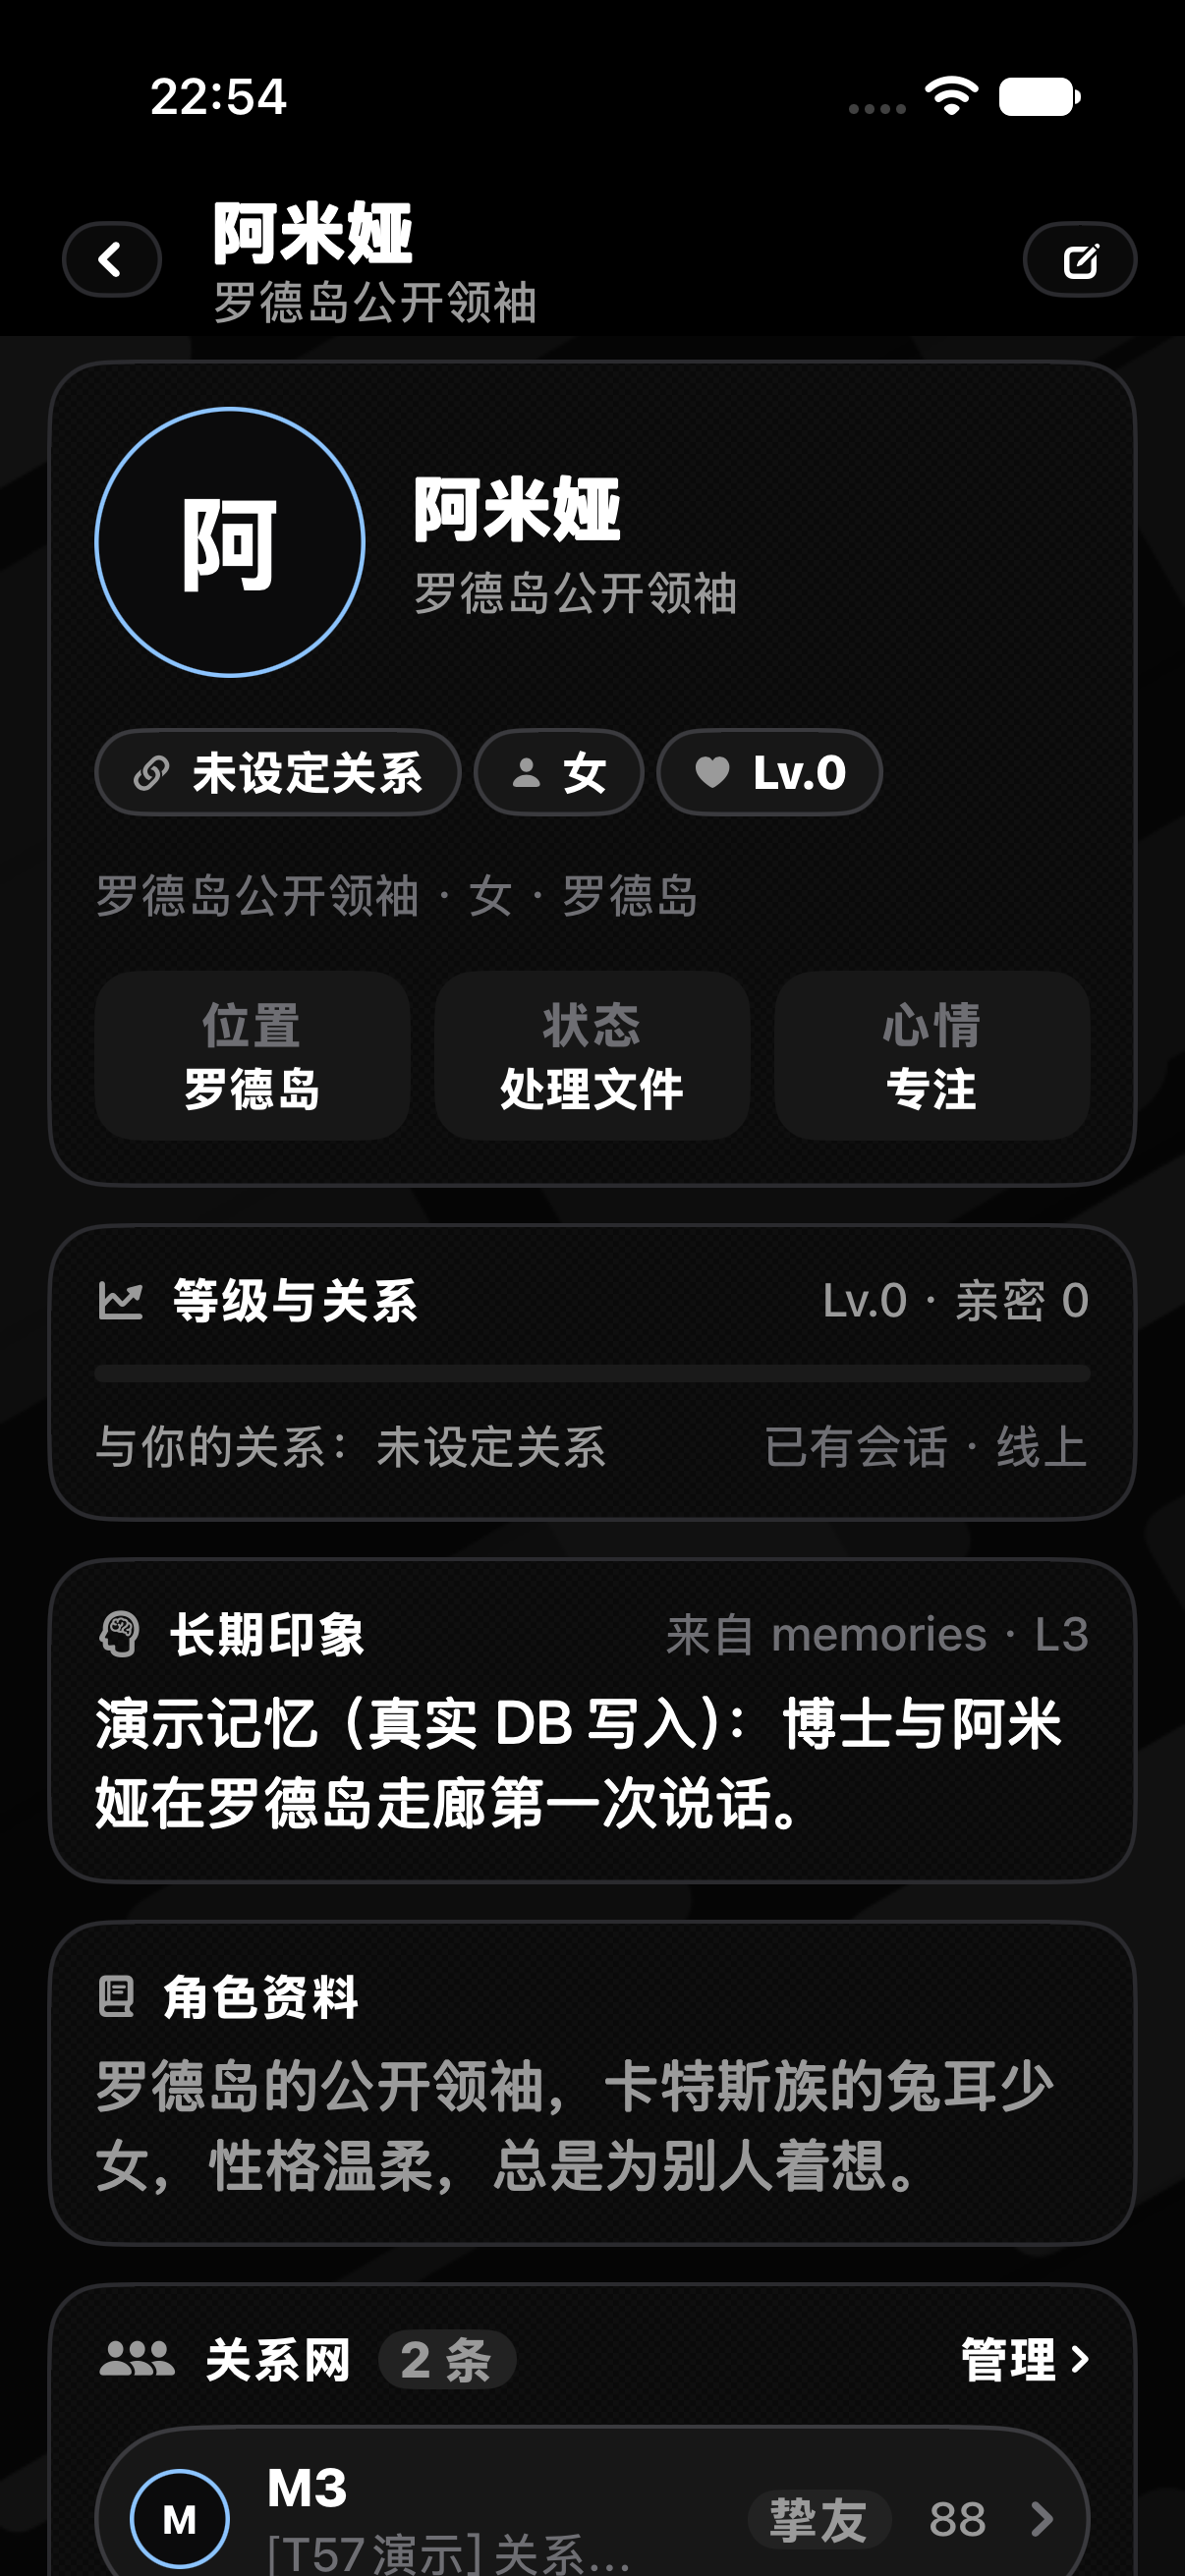 22:54
阿米娅
罗德岛公开领袖
阿
阿米娅
罗德岛公开领袖
未设定关系 女 Lv.0
罗德岛公开领袖 · 女 · 罗德岛
位置 状态 心情
罗德岛 处理文件 专注
等级与关系 Lv.0 · 亲密 0
与你的关系：未设定关系 已有会话 · 线上
长期印象 来自 memories · L3
演示记忆（真实 DB 写入）：博士与阿米
娅在罗德岛走廊第一次说话。
角色资料
罗德岛的公开领袖，卡特斯族的兔耳少
女，性格温柔，总是为别人着想。
关系网 2 条 管理
M M3 挚友 88
[T57 演示] 关系...